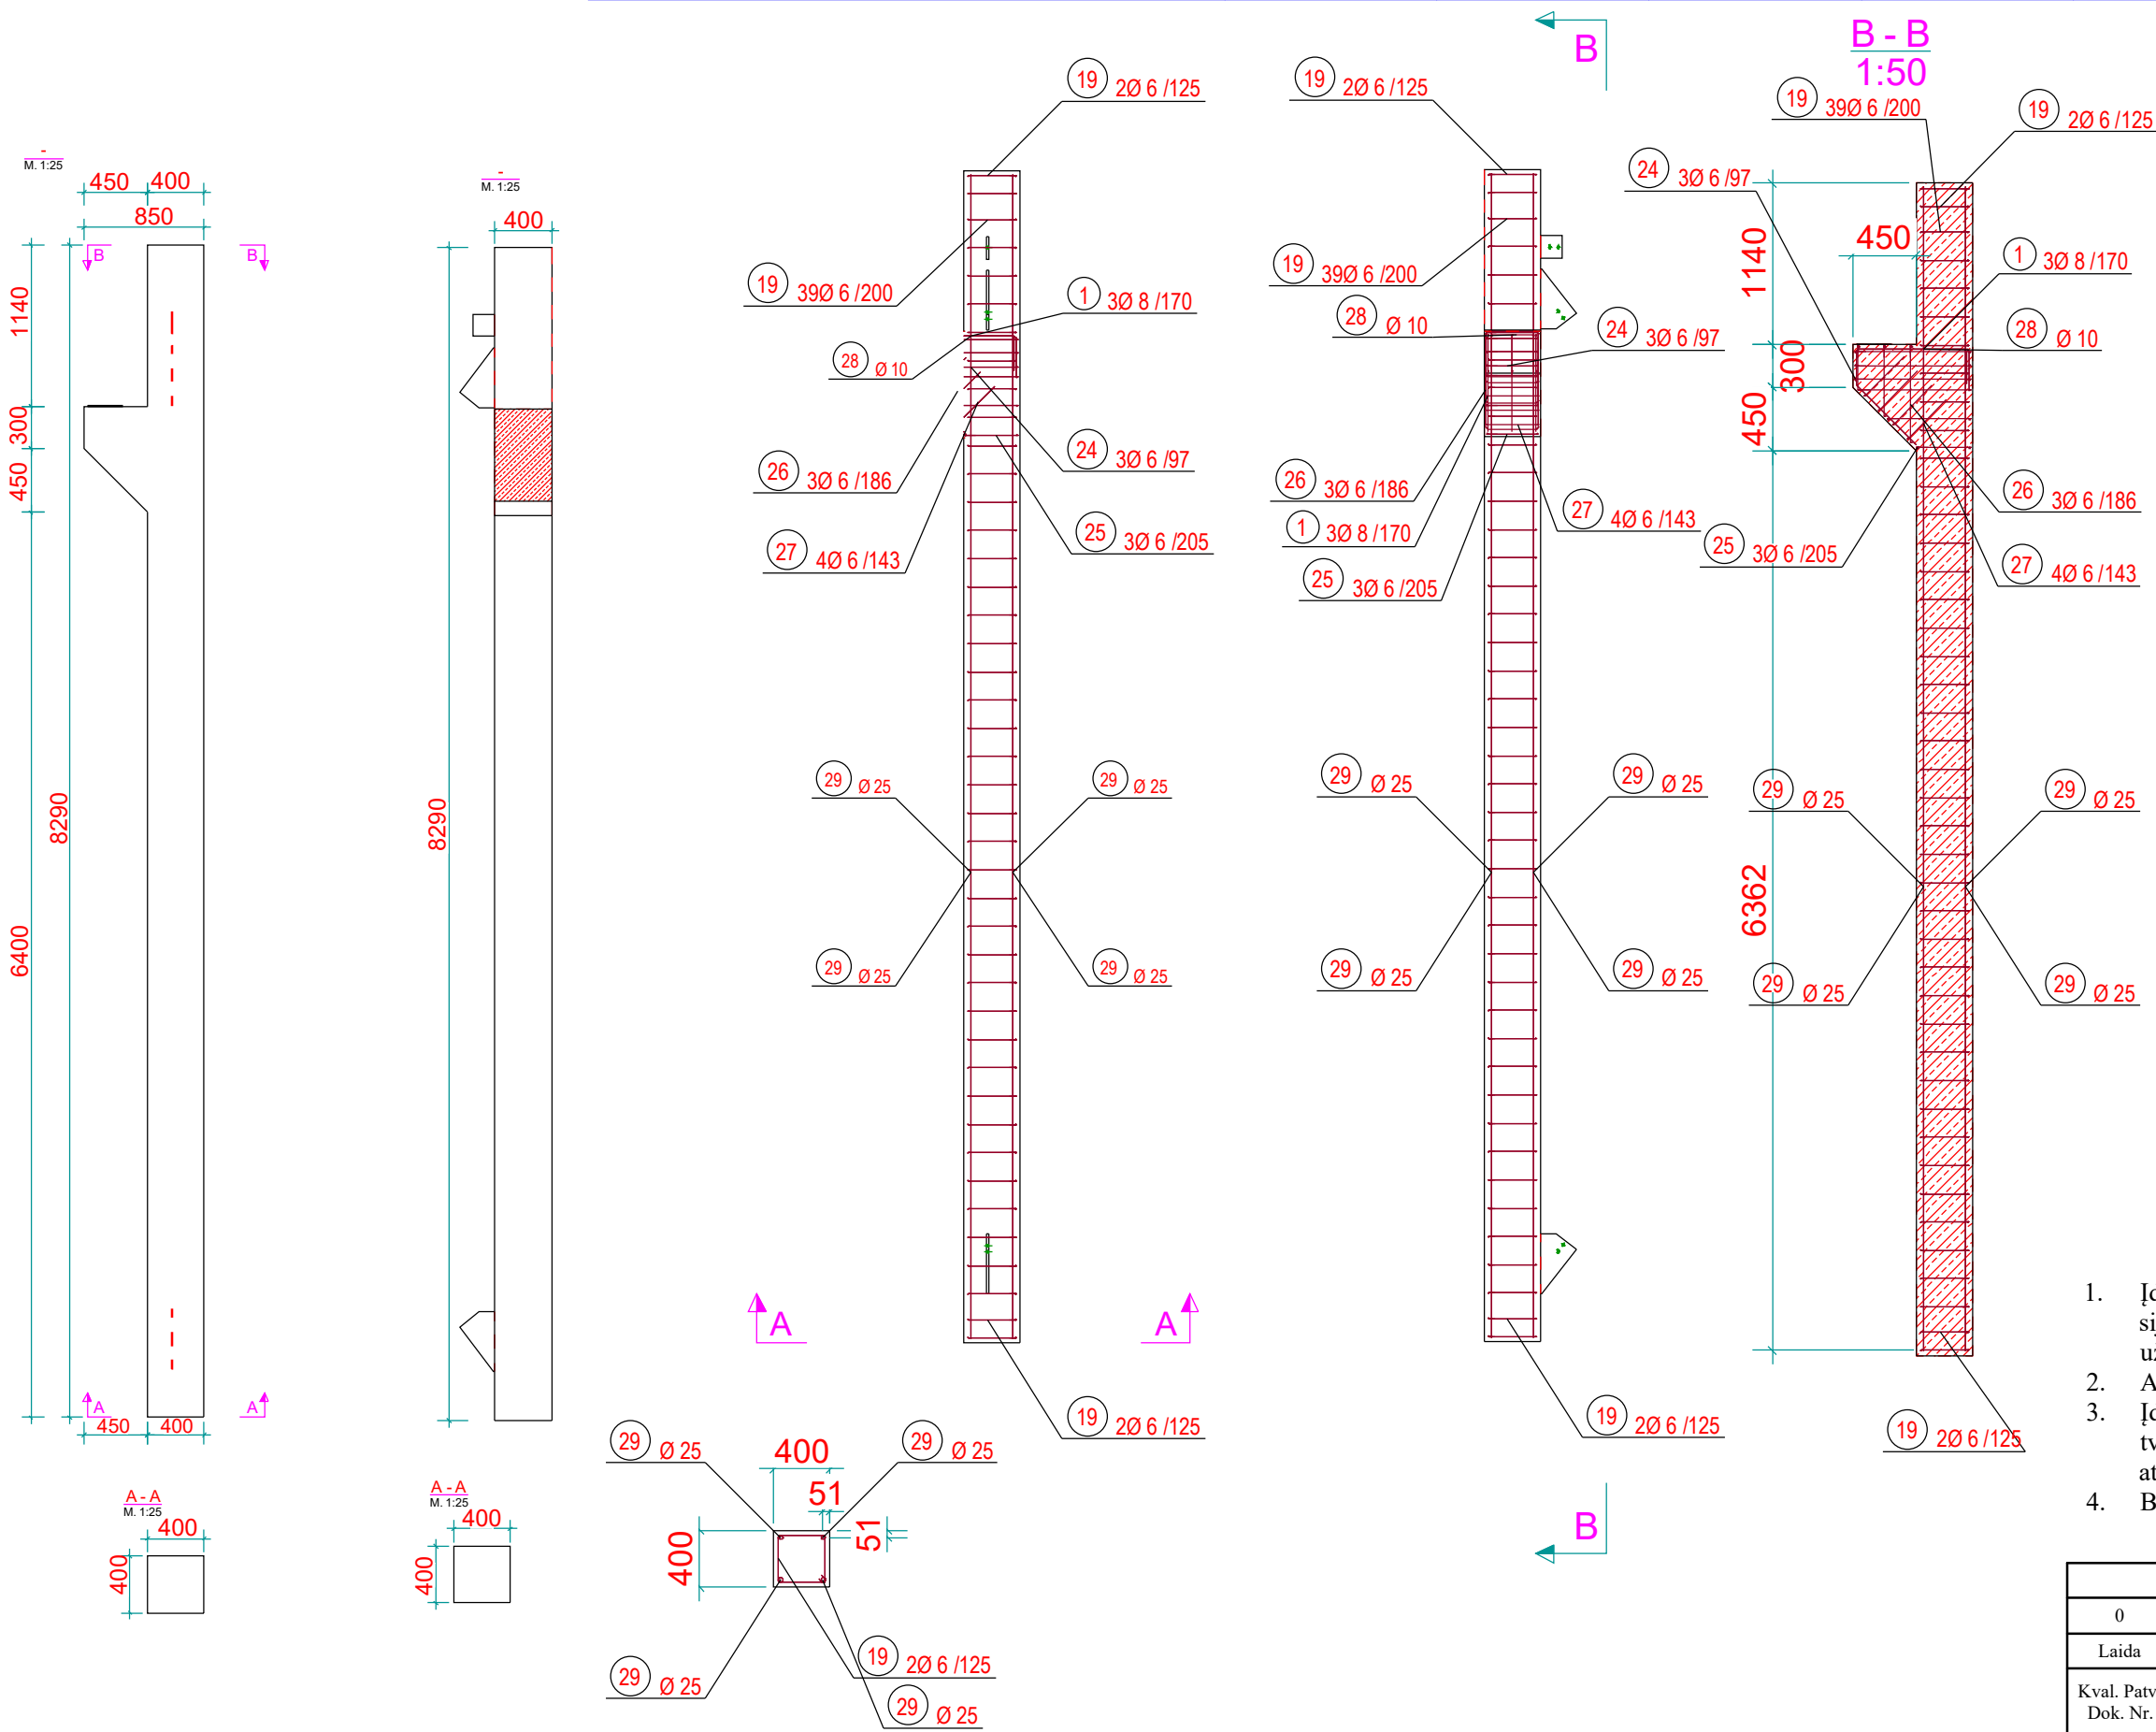 -
M. 1:25
450 400
850
B B
1140
300
450
8290
6400
A A
450 400
A - A
M. 1:25
400
400
-
M. 1:25
400
8290
A - A
M. 1:25
400
400
19 2Ø 6 /125
19 39Ø 6 /200
1 3Ø 8 /170
28 Ø 10
24 3Ø 6 /97
26 3Ø 6 /186
25 3Ø 6 /205
27 4Ø 6 /143
29 Ø 25
29 Ø 25
29 Ø 25
29 Ø 25
A A
19 2Ø 6 /125
29 Ø 25
29 Ø 25
400
51
51
400
19 2Ø 6 /125
29 Ø 25
29 Ø 25
B
19 2Ø 6 /125
19 39Ø 6 /200
28 Ø 10
24 3Ø 6 /97
26 3Ø 6 /186
27 4Ø 6 /143
1 3Ø 8 /170
25 3Ø 6 /205
29 Ø 25
29 Ø 25
29 Ø 25
29 Ø 25
19 2Ø 6 /125
B
B - B
1:50
19 39Ø 6 /200
19 2Ø 6 /125
24 3Ø 6 /97
1140
450
1 3Ø 8 /170
28 Ø 10
300
450
26 3Ø 6 /186
25 3Ø 6 /205
27 4Ø 6 /143
29 Ø 25
29 Ø 25
6362
29 Ø 25
29 Ø 25
19 2Ø 6 /125
1.
2.
3.
4.
0
Laida
Kval. Patv
Dok. Nr.